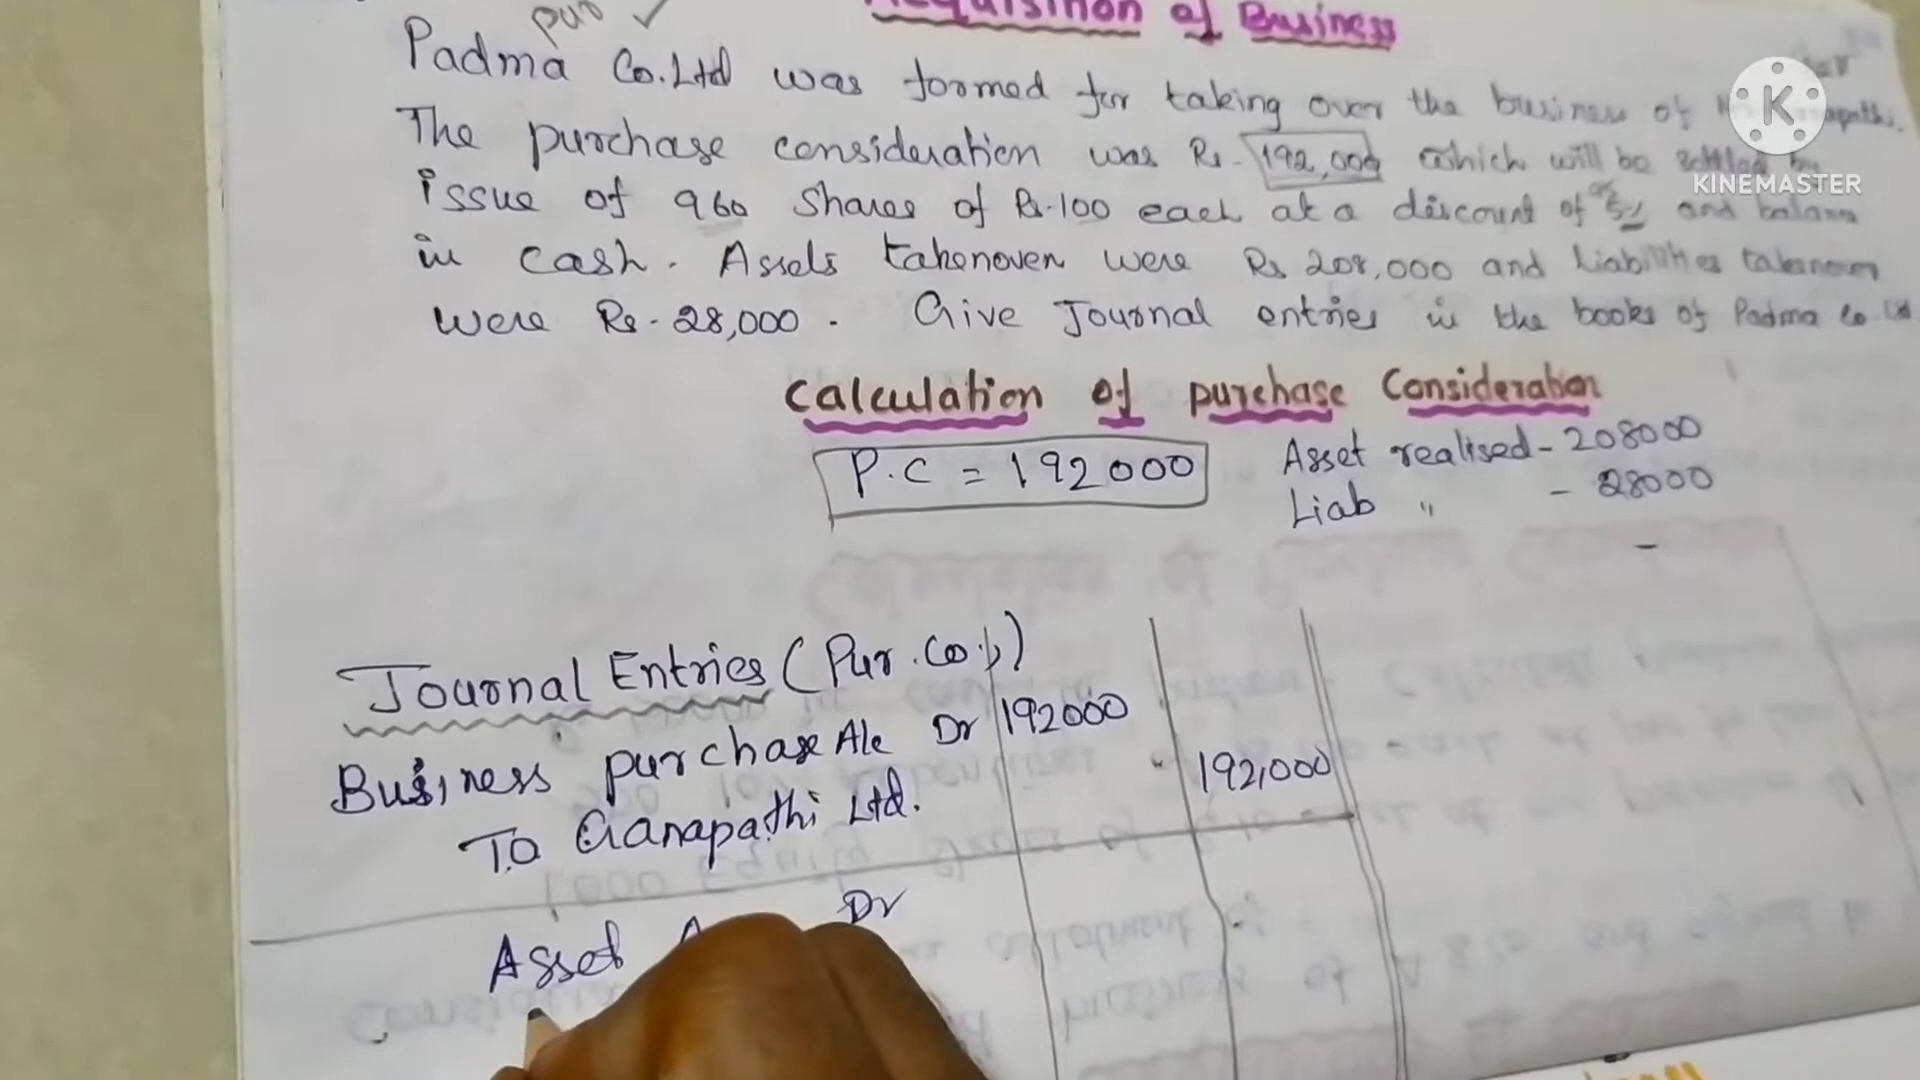 pur ✓
Acquisition of Business
Padma Co.Ltd was formed for taking over the business of
The purchase consideration was Rs. 192,000 which will be settled by
issue of 960 shares of Rs.100 each at a discount of 5% and balance
in cash. Assets takenover were Rs 208,000 and liabilities takenover
were Rs. 28,000. Give Journal entries in the books of Padma Co Ltd
KINEMASTER
Calculation of purchase Consideration
P.C = 192000
Asset realised - 208000
Liab " - 28000
Journal Entries (Pur.Co.)
Business purchase A/c Dr 192000
To Ganapathi Ltd. 192,000
Asset Dr